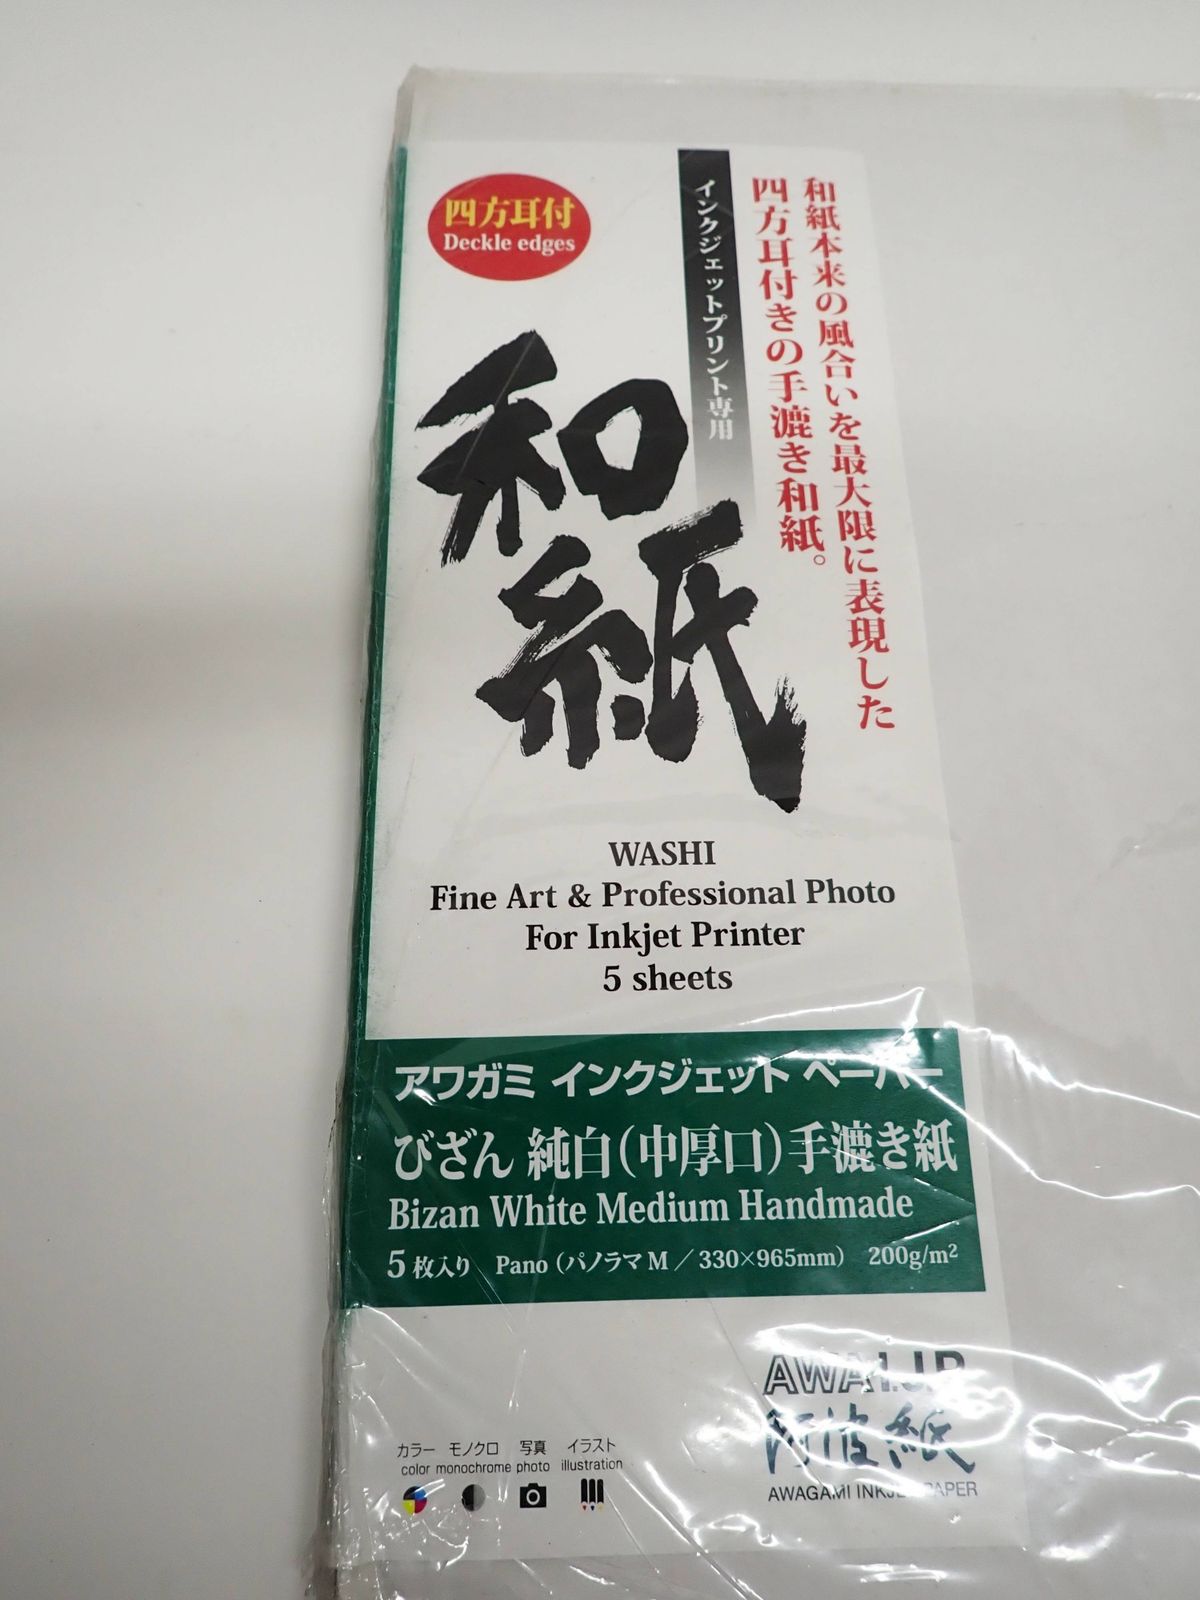 四方耳付
Deckle edges
インクジェットプリント専用
和紙本来の風合いを最大限に表現した
四方耳付きの手漉き和紙。
和紙
WASHI
Fine Art & Professional Photo
For Inkjet Printer
5 sheets
アワガミ インクジェット ペーパー
びざん 純白(中厚口)手漉き紙
Bizan White Medium Handmade
5枚入り Pano(パノラマM/330×965mm) 200g/m²
AWA I.J.P.
阿波紙
AWAGAMI INKJET PAPER
カラー モノクロ 写真 イラスト
color monochrome photo illustration